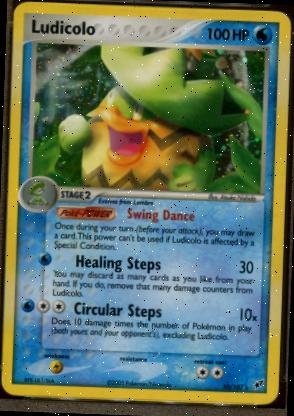 Ludicolo
100 HP
STAGE 2
Evolves from Lombre
Poké-POWER Swing Dance
Once during your turn (before your attack), you may draw
a card. This power can't be used if Ludicolo is affected by a
Special Condition.
Healing Steps 30
You may discard as many cards as you like from your
hand. If you do, remove that many damage counters from
Ludicolo.
Circular Steps 10x
Does 10 damage times the number of Pokémon in play
(both yours and your opponent's), excluding Ludicolo.
weakness
resistance
retreat cost